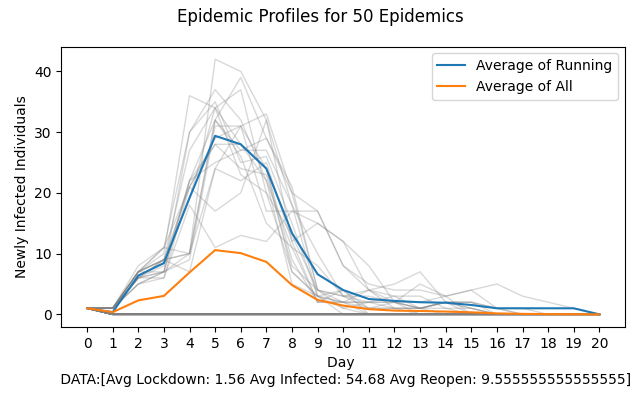 Epidemic Profiles for 50 Epidemics
Average of Running
Average of All
Newly Infected Individuals
40
30
20
10
0
0 1 2 3 4 5 6 7 8 9 10 11 12 13 14 15 16 17 18 19 20
Day
DATA:[Avg Lockdown: 1.56 Avg Infected: 54.68 Avg Reopen: 9.555555555555555]